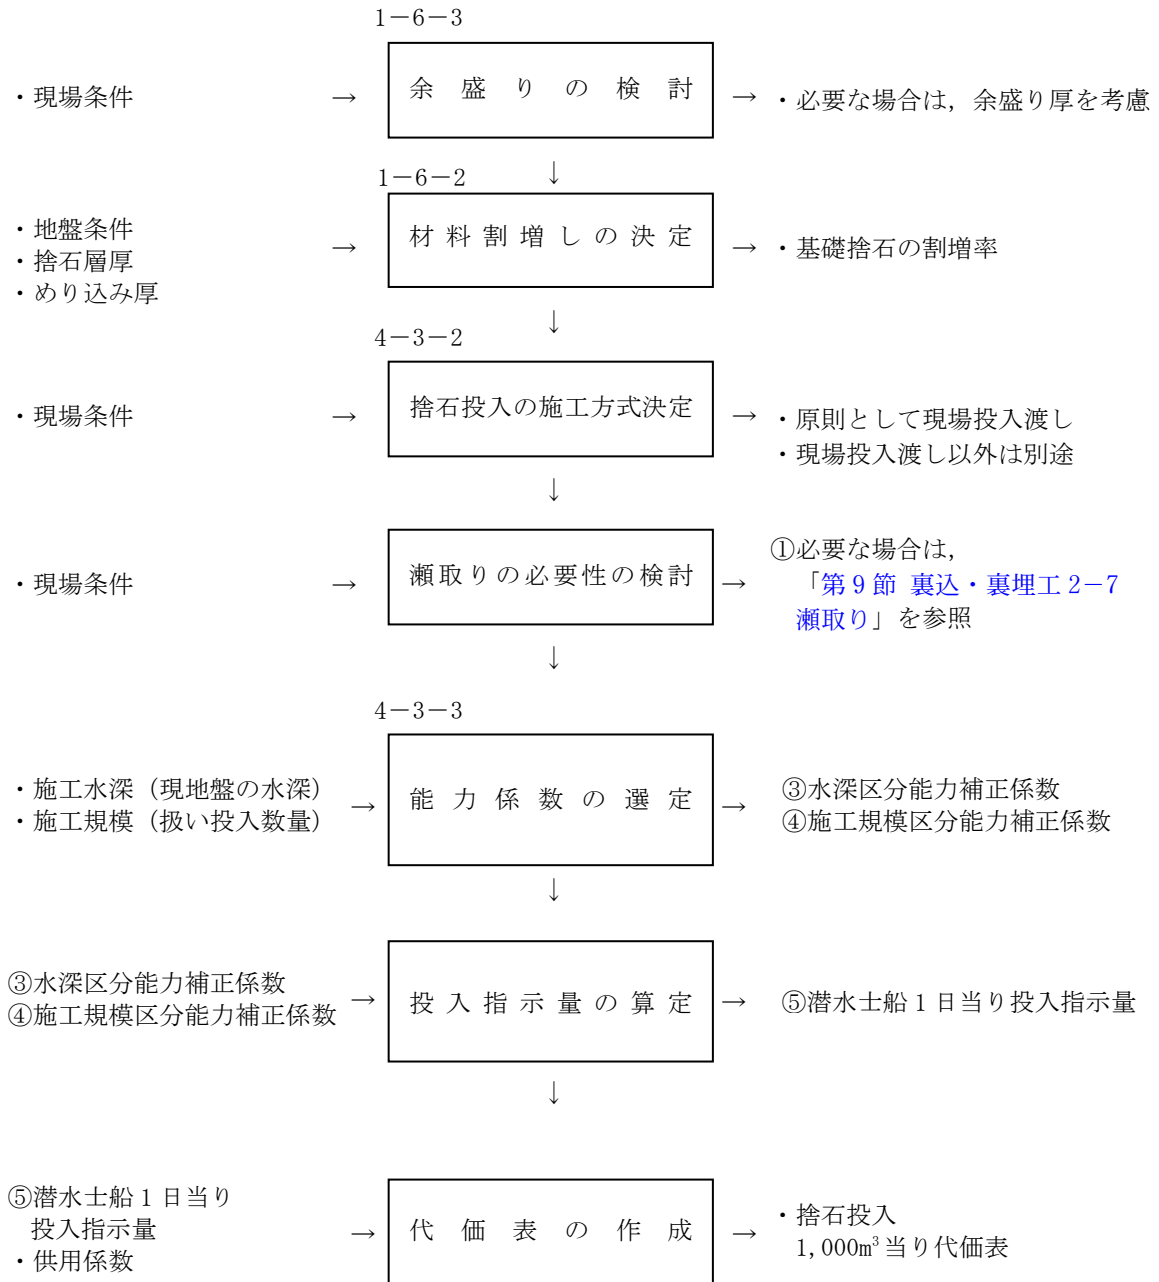 1－6－3
・現場条件 → 余盛りの検討 → ・必要な場合は，余盛り厚を考慮
↓
1－6－2
・地盤条件
・捨石層厚
・めり込み厚
→ 材料割増しの決定 → ・基礎捨石の割増率
↓
4－3－2
・現場条件 → 捨石投入の施工方式決定 → ・原則として現場投入渡し
・現場投入渡し以外は別途
↓
・現場条件 → 瀬取りの必要性の検討 →
①必要な場合は，
「第9節 裏込・裏埋工2－7
瀬取り」を参照
↓
4－3－3
・施工水深（現地盤の水深）
・施工規模（扱い投入数量）
→ 能力係数の選定 →
③水深区分能力補正係数
④施工規模区分能力補正係数
↓
③水深区分能力補正係数
④施工規模区分能力補正係数
→ 投入指示量の算定 → ⑤潜水士船1日当り投入指示量
↓
⑤潜水士船1日当り
投入指示量
・供用係数
→ 代価表の作成 →
・捨石投入
1,000m³当り代価表